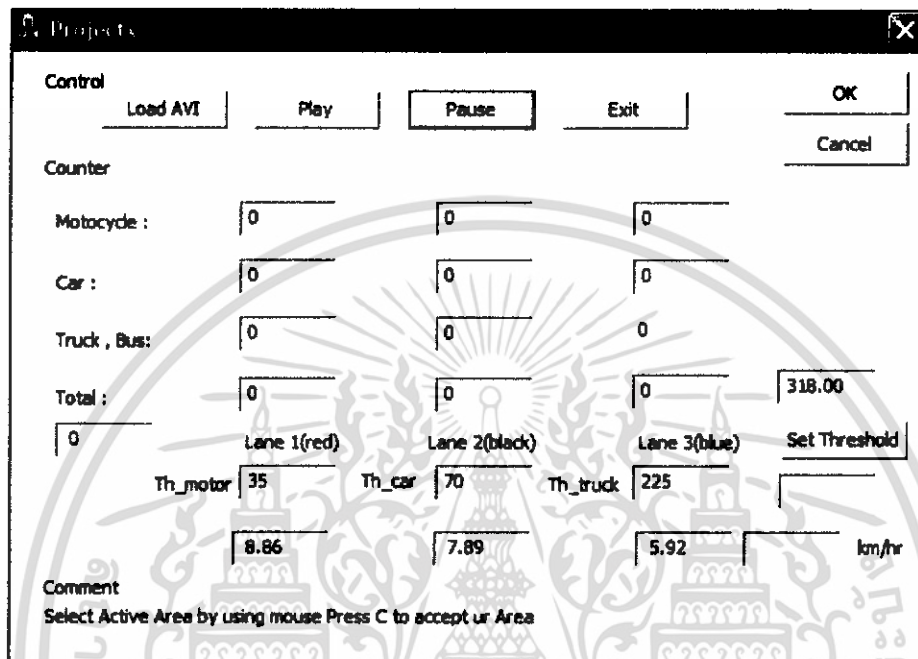 Projects
Control
Load AVI Play Pause Exit OK
Cancel
Counter
Motocycle : 0 0 0
Car : 0 0 0
Truck , Bus: 0 0 0
Total : 0 0 0 318.00
0 Lane 1(red) Lane 2(black) Lane 3(blue) Set Threshold
Th_motor 35 Th_car 70 Th_truck 225
8.86 7.89 5.92 km/hr
Comment
Select Active Area by using mouse Press C to accept ur Area